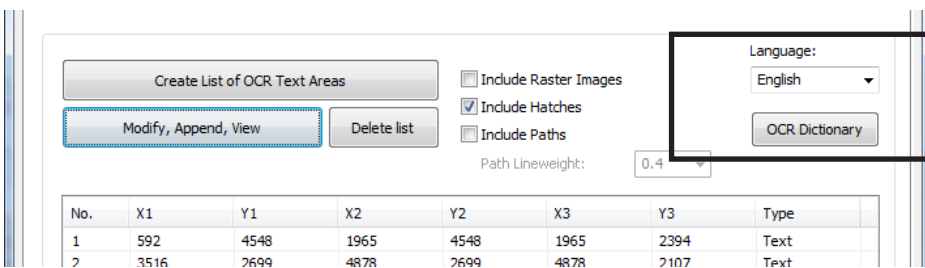 Language:
Create List of OCR Text Areas
Include Raster Images
English
Include Hatches
Modify, Append, View
Delete list
OCR Dictionary
Include Paths
Path Lineweight:
0.4
No. X1 Y1 X2 Y2 X3 Y3 Type
1 592 4548 1965 4548 1965 2394 Text
2 3516 2699 4878 2699 4878 2107 Text